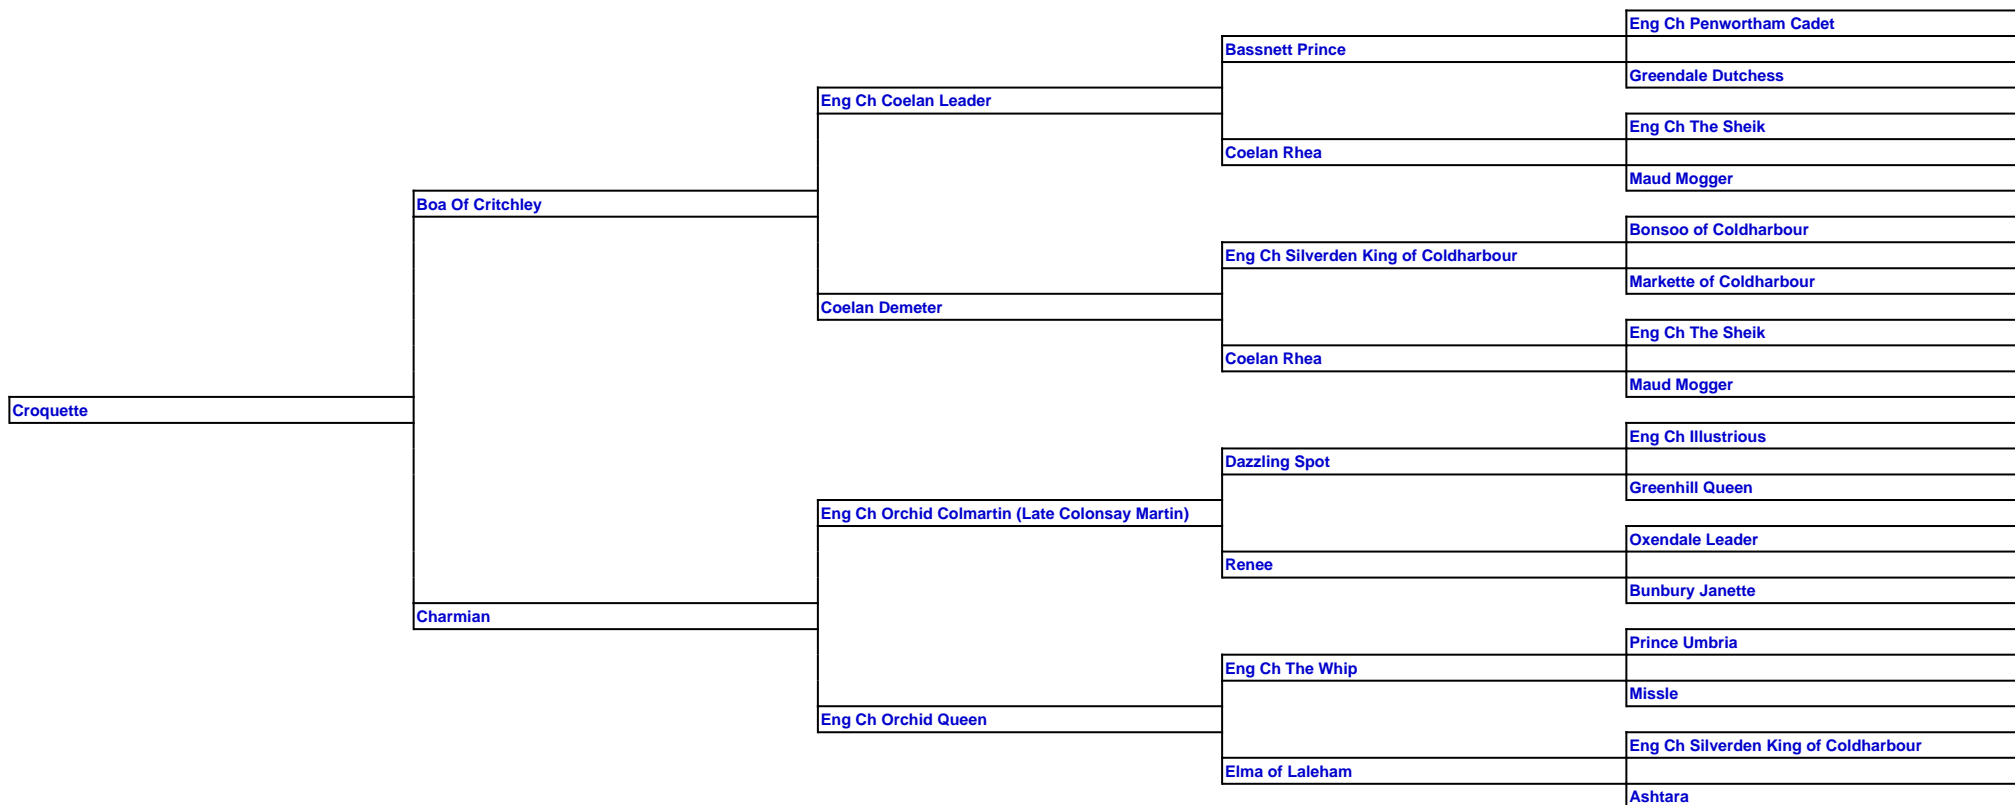 Eng Ch Penwortham Cadet
Bassnett Prince
Greendale Dutchess
Eng Ch Coelan Leader
Eng Ch The Sheik
Coelan Rhea
Maud Mogger
Boa Of Critchley
Bonsoo of Coldharbour
Eng Ch Silverden King of Coldharbour
Markette of Coldharbour
Coelan Demeter
Eng Ch The Sheik
Coelan Rhea
Maud Mogger
Croquette
Eng Ch Illustrious
Dazzling Spot
Greenhill Queen
Eng Ch Orchid Colmartin (Late Colonsay Martin)
Oxendale Leader
Renee
Bunbury Janette
Charmian
Prince Umbria
Eng Ch The Whip
Missle
Eng Ch Orchid Queen
Eng Ch Silverden King of Coldharbour
Elma of Laleham
Ashtara